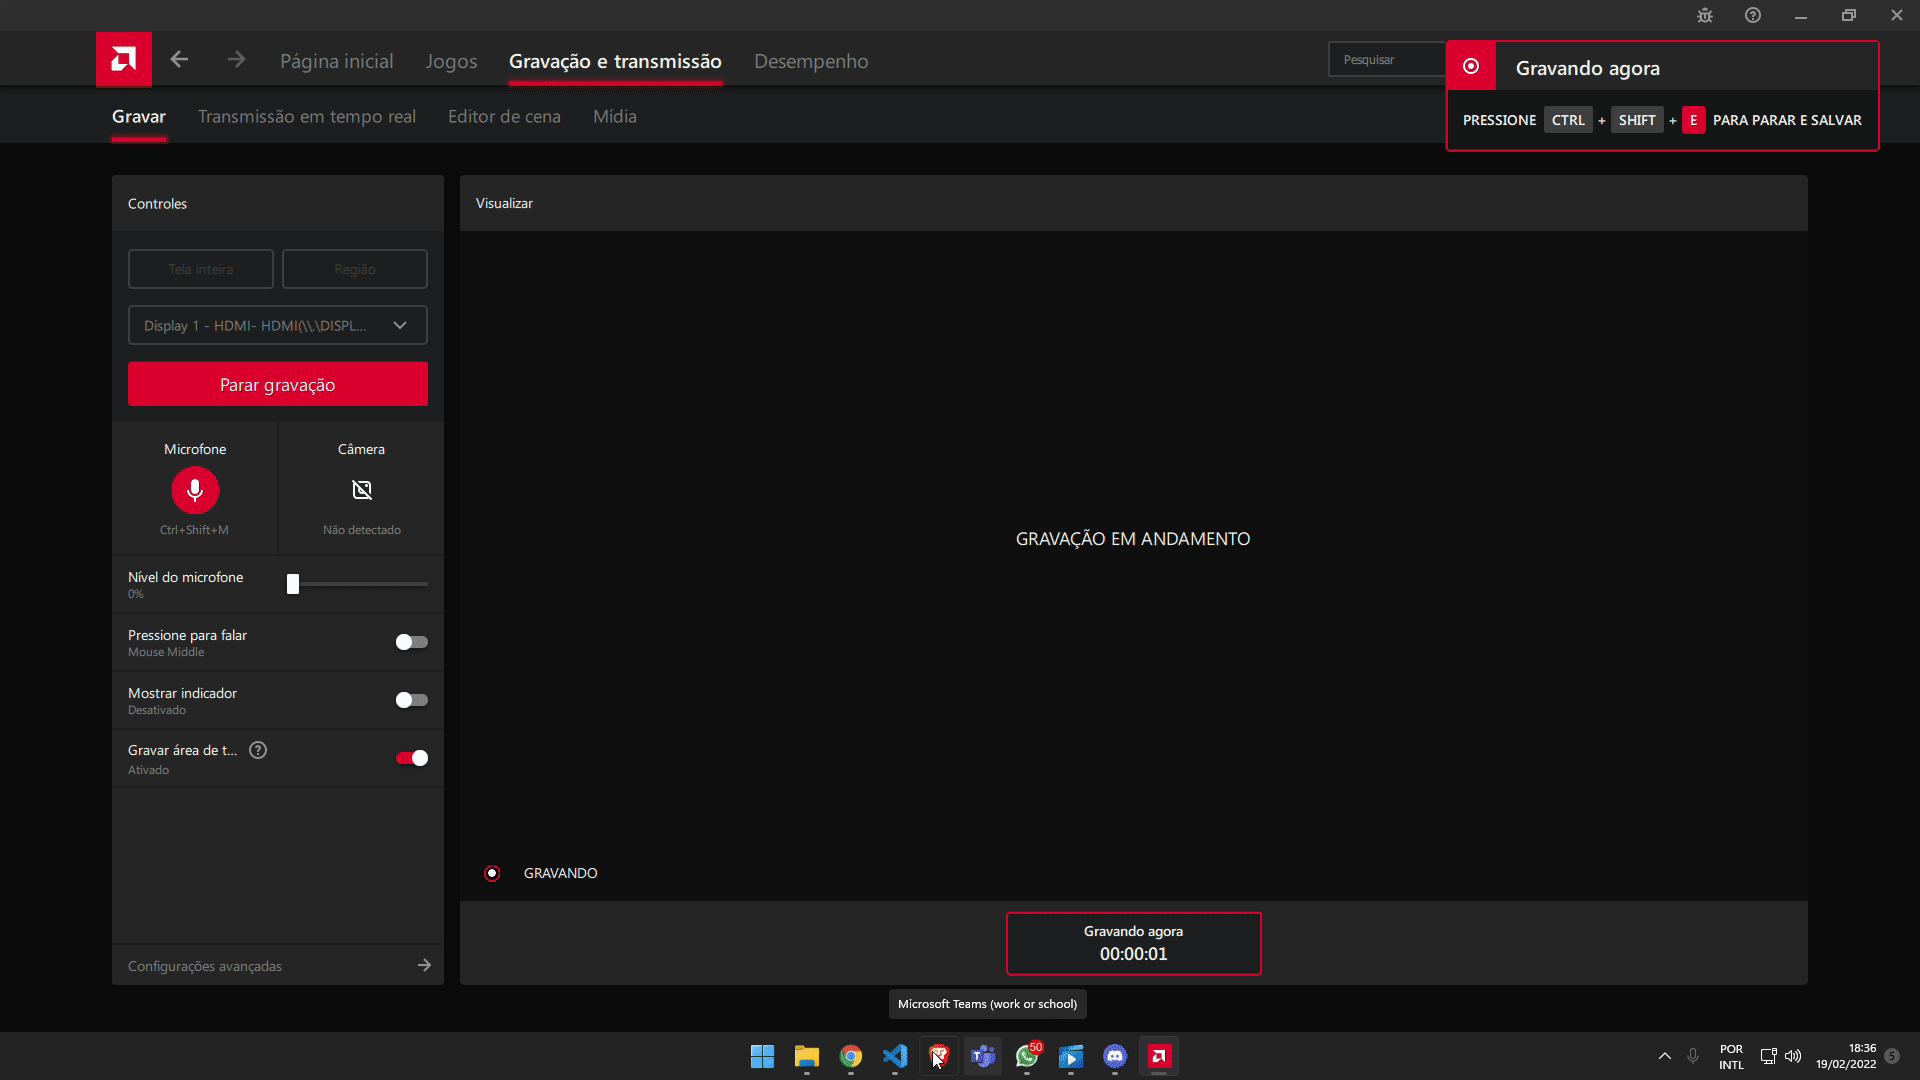 Página inicial
Jogos
Gravação e transmissão
Desempenho
Pesquisar
Gravando agora
PRESSIONE CTRL + SHIFT + E PARA PARAR E SALVAR
Gravar
Transmissão em tempo real
Editor de cena
Mídia
Controles
Tela inteira
Região
Display 1 - HDMI- HDMI(\\.\DISPL...
Parar gravação
Microfone
Ctrl+Shift+M
Câmera
Não detectado
Nível do microfone
0%
Pressione para falar
Mouse Middle
Mostrar indicador
Desativado
Gravar área de t...
Ativado
Configurações avançadas
Visualizar
GRAVAÇÃO EM ANDAMENTO
GRAVANDO
Gravando agora
00:00:01
Microsoft Teams (work or school)
50
POR
INTL
18:36
19/02/2022
5